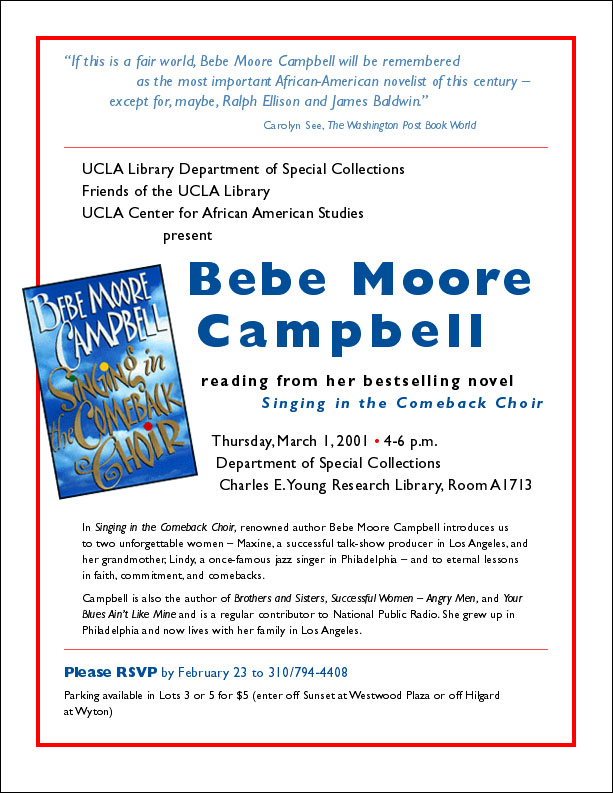 “If this is a fair world, Bebe Moore Campbell will be remembered
as the most important African-American novelist of this century –
except for, maybe, Ralph Ellison and James Baldwin.”
Carolyn See, The Washington Post Book World
UCLA Library Department of Special Collections
Friends of the UCLA Library
UCLA Center for African American Studies
present
Bebe Moore
Campbell
BEBE MOORE
CAMPBELL
SINGING in
the COMEBACK
CHOIR
reading from her bestselling novel
Singing in the Comeback Choir
Thursday, March 1, 2001 • 4-6 p.m.
Department of Special Collections
Charles E. Young Research Library, Room A1713
In Singing in the Comeback Choir, renowned author Bebe Moore Campbell introduces us
to two unforgettable women – Maxine, a successful talk-show producer in Los Angeles, and
her grandmother, Lindy, a once-famous jazz singer in Philadelphia – and to eternal lessons
in faith, commitment, and comebacks.
Campbell is also the author of Brothers and Sisters, Successful Women – Angry Men, and Your
Blues Ain’t Like Mine and is a regular contributor to National Public Radio. She grew up in
Philadelphia and now lives with her family in Los Angeles.
Please RSVP by February 23 to 310/794-4408
Parking available in Lots 3 or 5 for $5 (enter off Sunset at Westwood Plaza or off Hilgard
at Wyton)